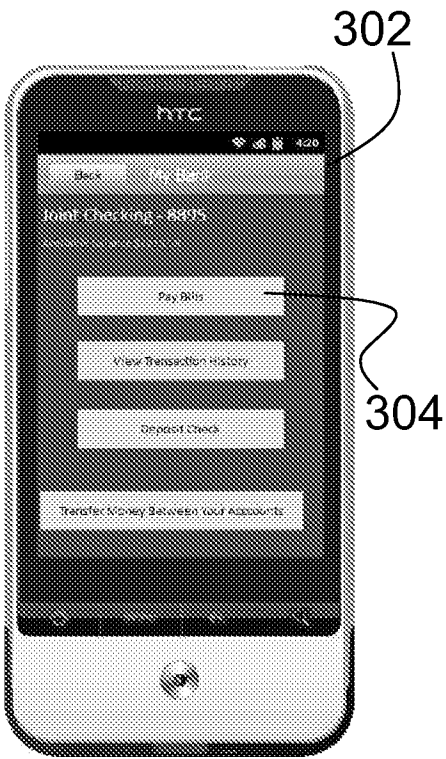 302
hTC
4:20
Back
Joint Checking - 8895
Pay Bills
304
View Transaction History
Deposit Check
Transfer Money Between Your Accounts